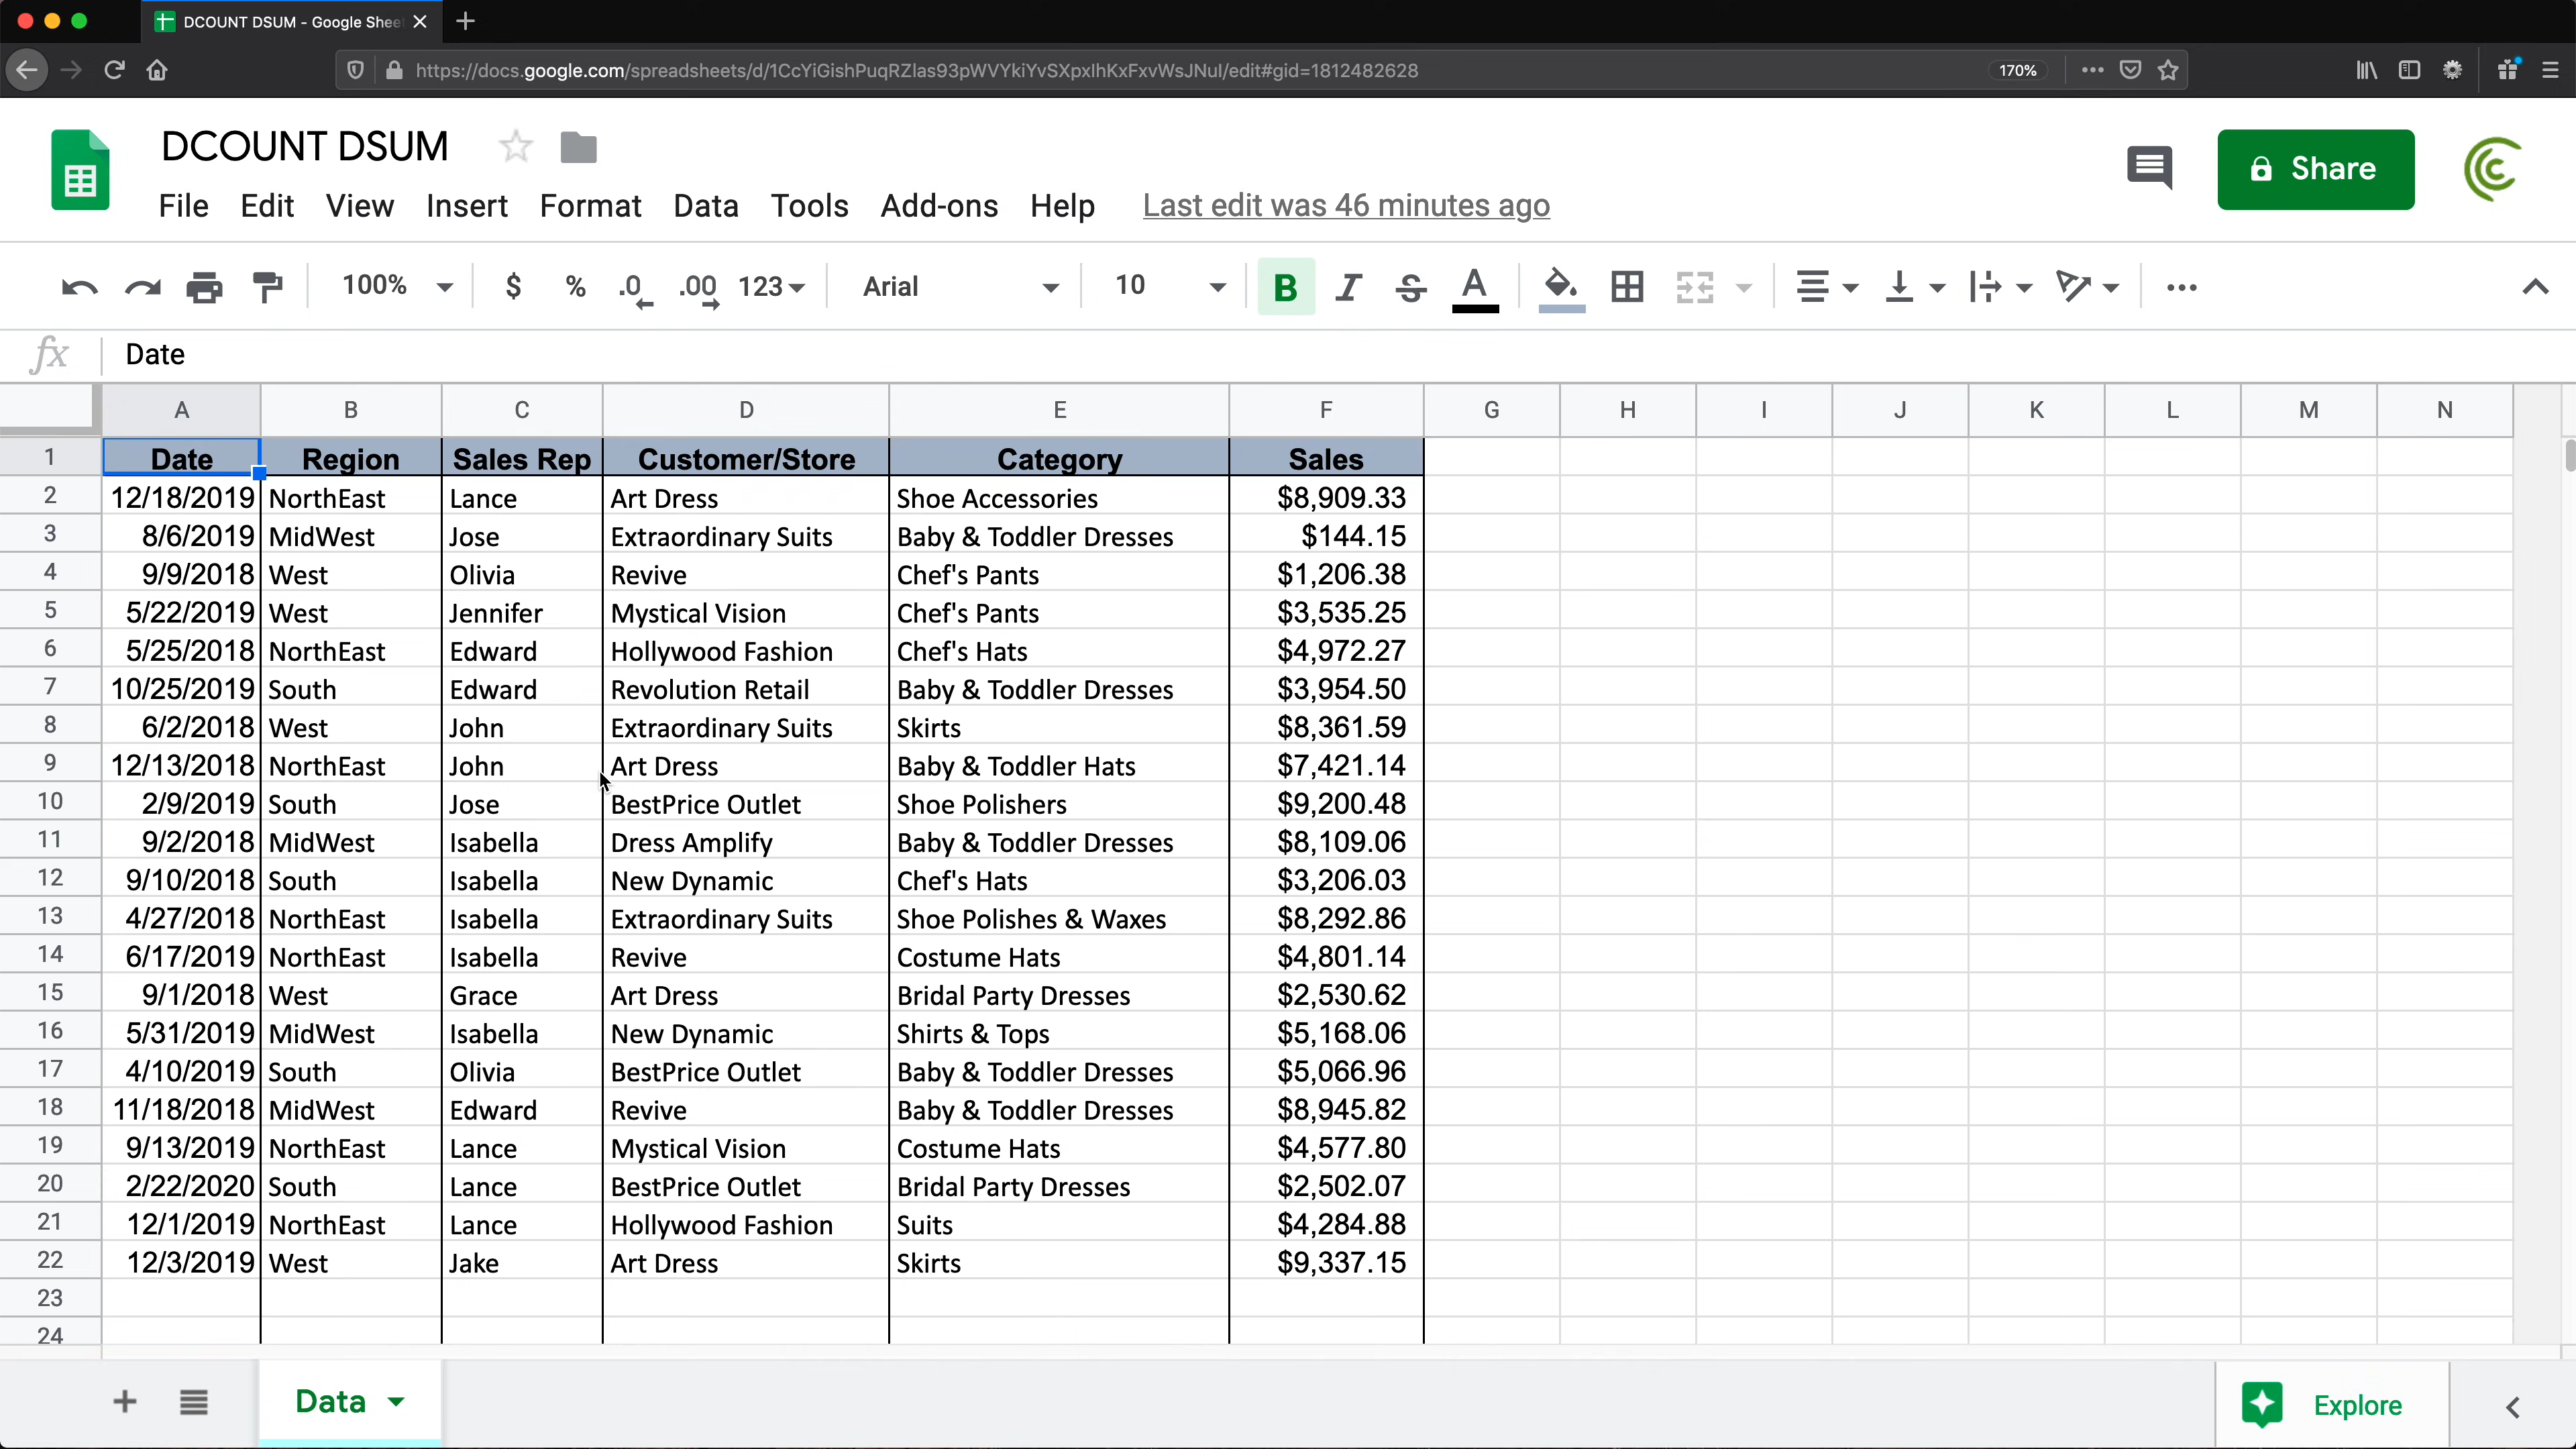 DCOUNT DSUM - Google Shee
https://docs.google.com/spreadsheets/d/1CcYiGishPuqRZlas93pWVYkiYvSXpxlhKxFxvWsJNuI/edit#gid=1812482628 170%
DCOUNT DSUM
Share
File Edit View Insert Format Data Tools Add-ons Help Last edit was 46 minutes ago
100% $ % .0 .00 123 Arial 10 B I S A
fx Date
A B C D E F G H I J K L M N
1 Date Region Sales Rep Customer/Store Category Sales
2 12/18/2019 NorthEast Lance Art Dress Shoe Accessories $8,909.33
3 8/6/2019 MidWest Jose Extraordinary Suits Baby & Toddler Dresses $144.15
4 9/9/2018 West Olivia Revive Chef's Pants $1,206.38
5 5/22/2019 West Jennifer Mystical Vision Chef's Pants $3,535.25
6 5/25/2018 NorthEast Edward Hollywood Fashion Chef's Hats $4,972.27
7 10/25/2019 South Edward Revolution Retail Baby & Toddler Dresses $3,954.50
8 6/2/2018 West John Extraordinary Suits Skirts $8,361.59
9 12/13/2018 NorthEast John Art Dress Baby & Toddler Hats $7,421.14
10 2/9/2019 South Jose BestPrice Outlet Shoe Polishers $9,200.48
11 9/2/2018 MidWest Isabella Dress Amplify Baby & Toddler Dresses $8,109.06
12 9/10/2018 South Isabella New Dynamic Chef's Hats $3,206.03
13 4/27/2018 NorthEast Isabella Extraordinary Suits Shoe Polishes & Waxes $8,292.86
14 6/17/2019 NorthEast Isabella Revive Costume Hats $4,801.14
15 9/1/2018 West Grace Art Dress Bridal Party Dresses $2,530.62
16 5/31/2019 MidWest Isabella New Dynamic Shirts & Tops $5,168.06
17 4/10/2019 South Olivia BestPrice Outlet Baby & Toddler Dresses $5,066.96
18 11/18/2018 MidWest Edward Revive Baby & Toddler Dresses $8,945.82
19 9/13/2019 NorthEast Lance Mystical Vision Costume Hats $4,577.80
20 2/22/2020 South Lance BestPrice Outlet Bridal Party Dresses $2,502.07
21 12/1/2019 NorthEast Lance Hollywood Fashion Suits $4,284.88
22 12/3/2019 West Jake Art Dress Skirts $9,337.15
23
24
Data Explore